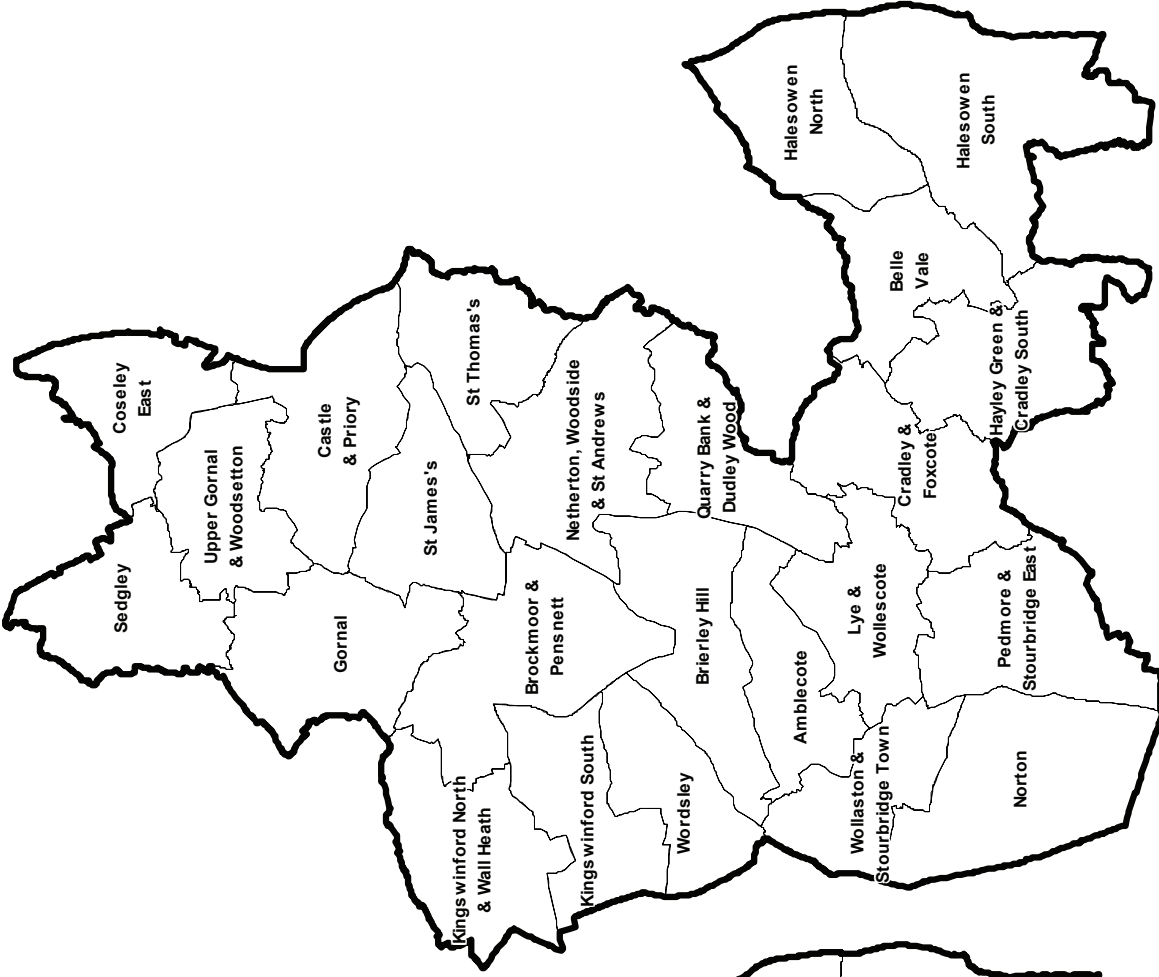 Sedgley
Coseley
East
Upper Gornal
& Woodsetton
Castle
& Priory
Gornal
St James's
St Thomas's
Kingswinford North
& Wall Heath
Brockmoor &
Pensnett
Netherton, Woodside
& St Andrews
Kingswinford South
Wordsley
Brierley Hill
Quarry Bank &
Dudley Wood
Halesowen
North
Halesowen
South
Belle
Vale
Hayley Green &
Cradley South
Cradley &
Foxcote
Lye &
Wollescote
Amblecote
Wollaston &
Stourbridge Town
Pedmore &
Stourbridge East
Norton